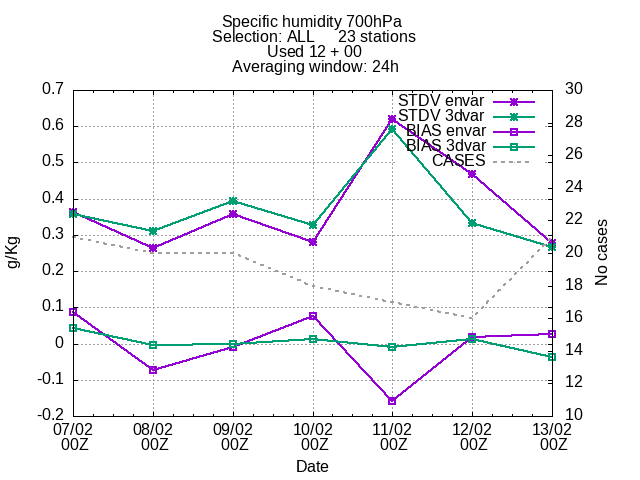 Specific humidity 700hPa
Selection: ALL 23 stations
Used 12 + 00
Averaging window: 24h
STDV envar
STDV 3dvar
BIAS envar
BIAS 3dvar
CASES
0.7
0.6
0.5
0.4
0.3
0.2
0.1
0
-0.1
-0.2
g/Kg
30
28
26
24
22
20
18
16
14
12
10
No cases
07/02 08/02 09/02 10/02 11/02 12/02 13/02
00Z 00Z 00Z 00Z 00Z 00Z 00Z
Date